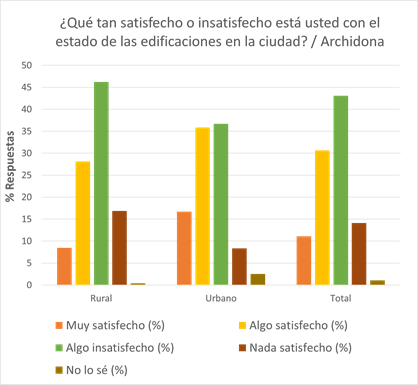 ¿Qué tan satisfecho o insatisfecho está usted con el
estado de las edificaciones en la ciudad? / Archidona
% Respuestas
50
45
40
35
30
25
20
15
10
5
0
Rural Urbano Total
Muy satisfecho (%) Algo satisfecho (%)
Algo insatisfecho (%) Nada satisfecho (%)
No lo sé (%)